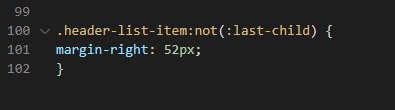 99
100 .header-list-item:not(:last-child) {
101 margin-right: 52px;
102 }